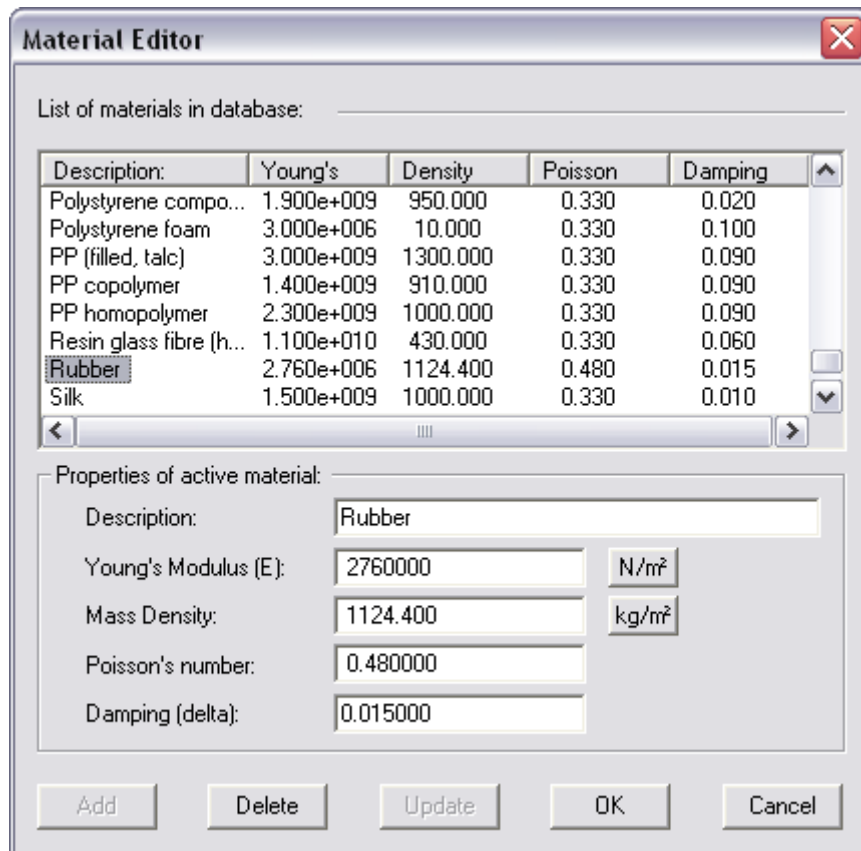 Material Editor
List of materials in database:
Description: Young's Density Poisson Damping
Polystyrene compo... 1.900e+009 950.000 0.330 0.020
Polystyrene foam 3.000e+006 10.000 0.330 0.100
PP (filled, talc) 3.000e+009 1300.000 0.330 0.090
PP copolymer 1.400e+009 910.000 0.330 0.090
PP homopolymer 2.300e+009 1000.000 0.330 0.090
Resin glass fibre (h... 1.100e+010 430.000 0.330 0.060
Rubber 2.760e+006 1124.400 0.480 0.015
Silk 1.500e+009 1000.000 0.330 0.010
Properties of active material:
Description: Rubber
Young's Modulus (E): 2760000 N/m²
Mass Density: 1124.400 kg/m²
Poisson's number: 0.480000
Damping (delta): 0.015000
Add Delete Update OK Cancel